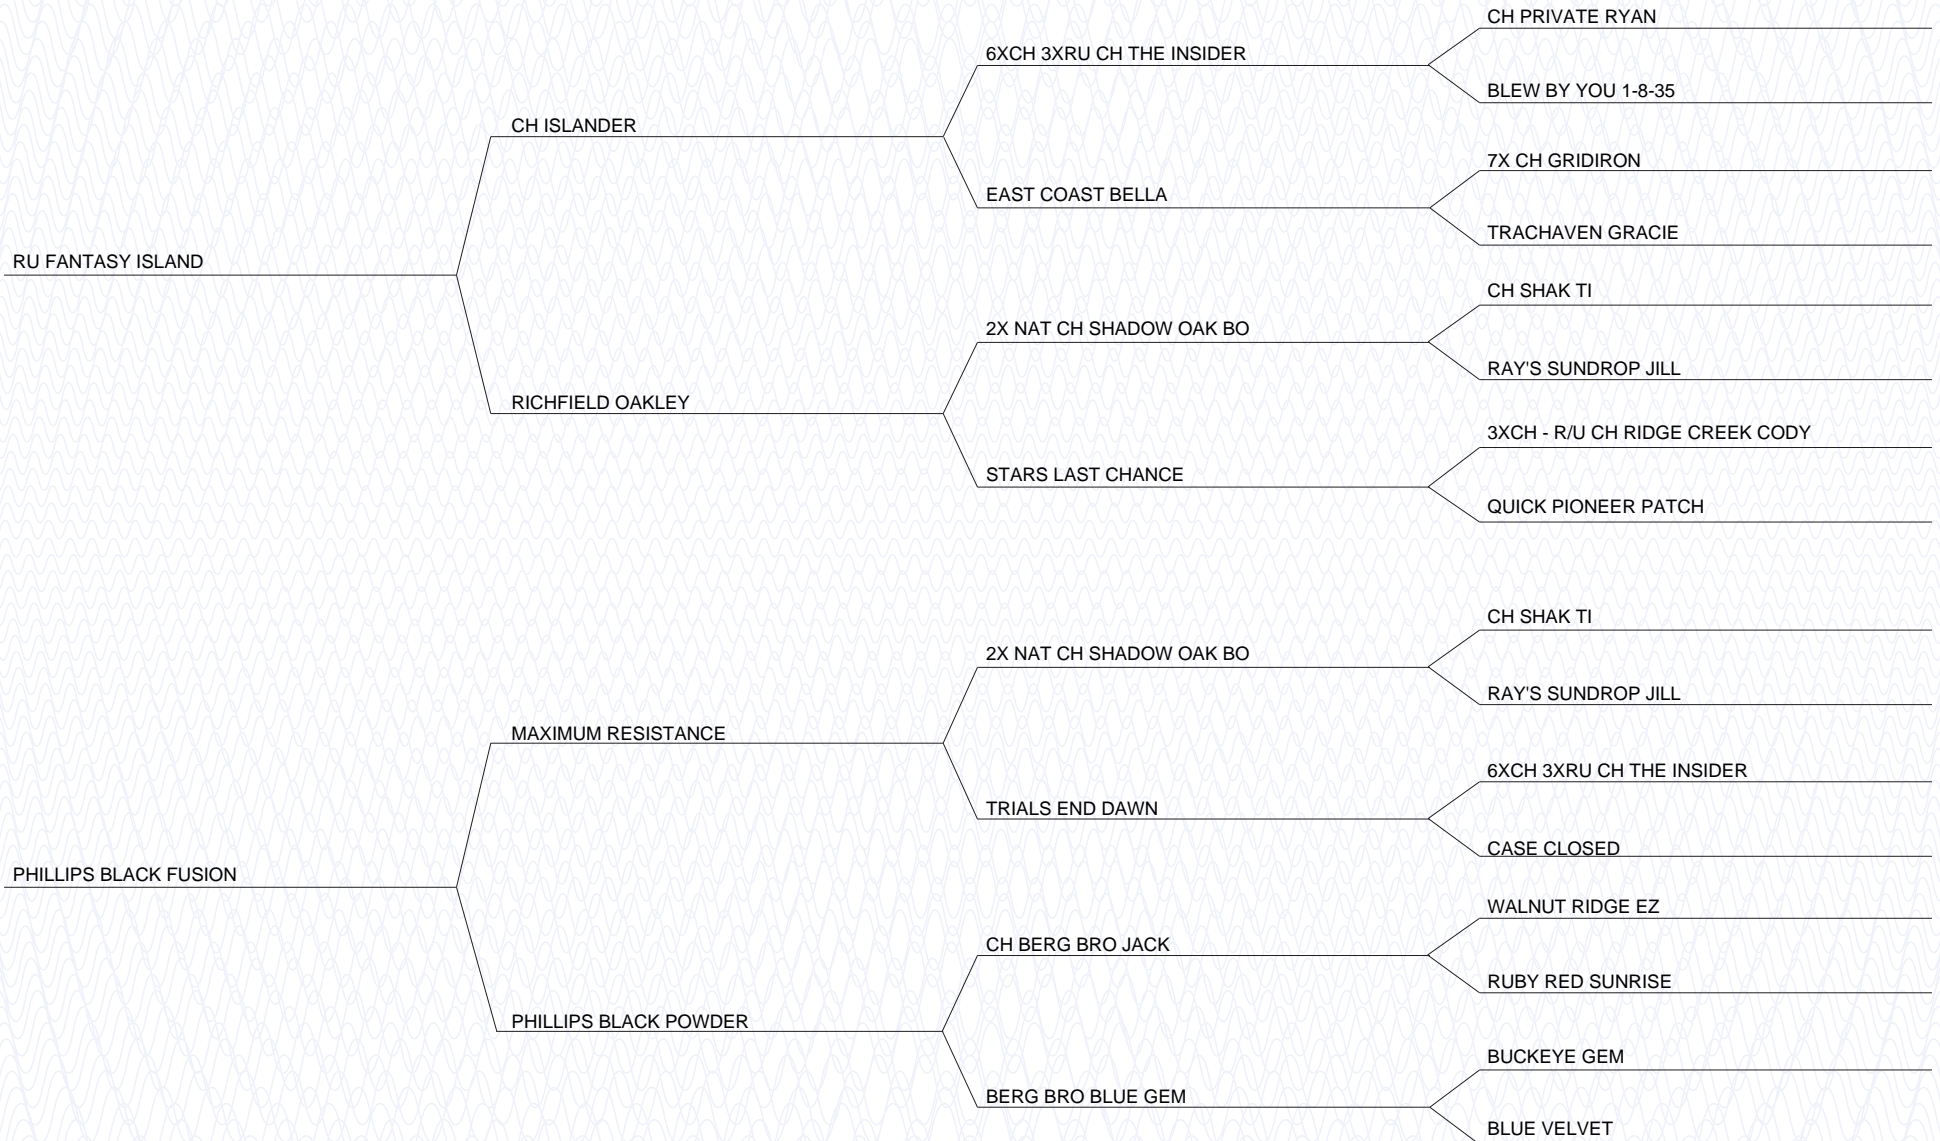 CH PRIVATE RYAN
6XCH 3XRU CH THE INSIDER
BLEW BY YOU 1-8-35
CH ISLANDER
7X CH GRIDIRON
EAST COAST BELLA
TRACHAVEN GRACIE
RU FANTASY ISLAND
CH SHAK TI
2X NAT CH SHADOW OAK BO
RAY'S SUNDROP JILL
RICHFIELD OAKLEY
3XCH - R/U CH RIDGE CREEK CODY
STARS LAST CHANCE
QUICK PIONEER PATCH
CH SHAK TI
2X NAT CH SHADOW OAK BO
RAY'S SUNDROP JILL
MAXIMUM RESISTANCE
6XCH 3XRU CH THE INSIDER
TRIALS END DAWN
CASE CLOSED
PHILLIPS BLACK FUSION
WALNUT RIDGE EZ
CH BERG BRO JACK
RUBY RED SUNRISE
PHILLIPS BLACK POWDER
BUCKEYE GEM
BERG BRO BLUE GEM
BLUE VELVET